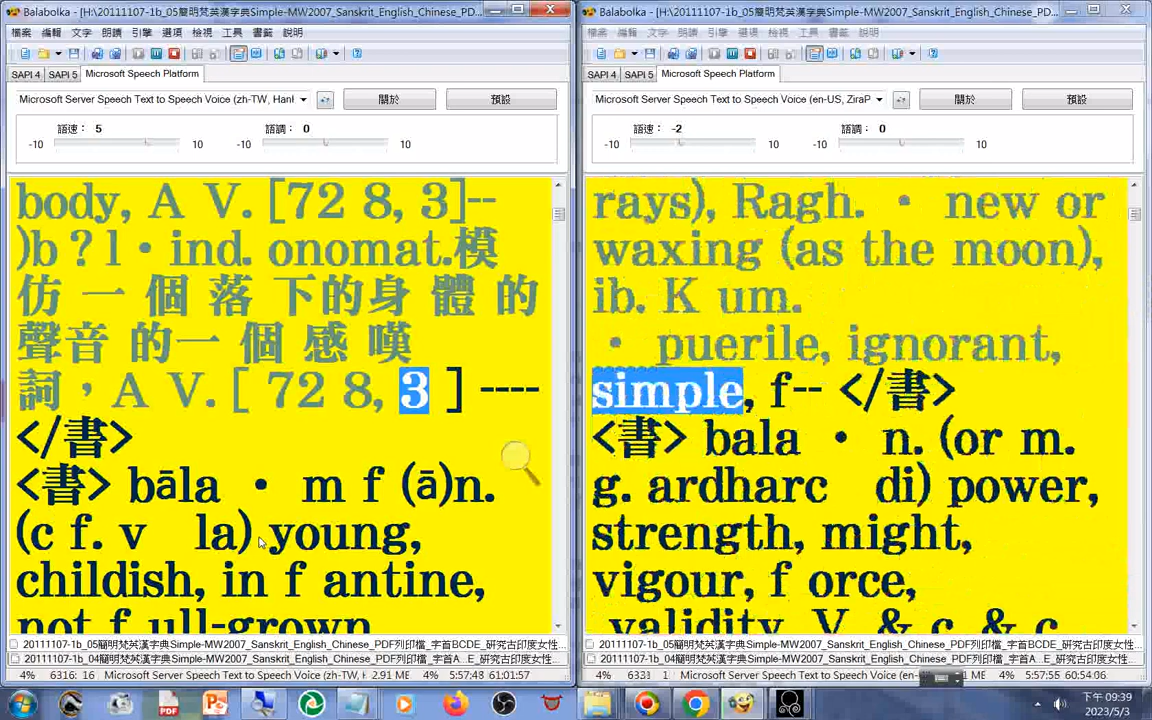 Balabolka - [H:\20111107-1b_05簡明梵英漢字典Simple-MW2007_Sanskrit_English_Chinese_PD...
檔案 編輯 文字 朗讀 引擎 選項 檢視 工具 書籤 說明
SAPI 4 SAPI 5 Microsoft Speech Platform
Microsoft Server Speech Text to Speech Voice (zh-TW, Hanl 關於 預設
語速： 5 語調： 0
-10 10 -10 10
body, A V. [72 8, 3]--
)b ? l • ind. onomat.模
仿 一 個 落 下的身 體 的
聲音 的一 個 感 嘆
詞，A V. [ 72 8, 3 ] ----
</書>
<書> bāla • m f (ā)n.
(c f. v la) young,
childish, in f antine,
not f ull-grown
20111107-1b_05簡明梵英漢字典Simple-MW2007_Sanskrit_English_Chinese_PDF列印檔_字首BCDE_研究古印度女性...
20111107-1b_04簡明梵英漢字典Simple-MW2007_Sanskrit_English_Chinese_PDF列印檔_字首A...E_研究古印度女性...
4% 6316: 16 Microsoft Server Speech Text to Speech Voice (zh-TW, 2.91 ME 4% 5:57:48 61:01:57
Balabolka - [H:\20111107-1b_05簡明梵英漢字典Simple-MW2007_Sanskrit_English_Chinese_PD...
檔案 編輯 文字 朗讀 引擎 選項 檢視 工具 書籤 說明
SAPI 4 SAPI 5 Microsoft Speech Platform
Microsoft Server Speech Text to Speech Voice (en-US, ZiraP 關於 預設
語速： -2 語調： 0
-10 10 -10 10
rays), Ragh. • new or
waxing (as the moon),
ib. K um.
• puerile, ignorant,
simple, f-- </書>
<書> bala • n. (or m.
g. ardharc di) power,
strength, might,
vigour, f orce,
validity, V & c & c
20111107-1b_05簡明梵英漢字典Simple-MW2007_Sanskrit_English_Chinese_PDF列印檔_字首BCDE_研究古印度女性...
20111107-1b_04簡明梵英漢字典Simple-MW2007_Sanskrit_English_Chinese_PDF列印檔_字首A...E_研究古印度女性...
4% Microsoft Server Speech Text to Speech Voice (en-US, 4% 5:57:55 60:54:06
下午 09:39
2023/5/3